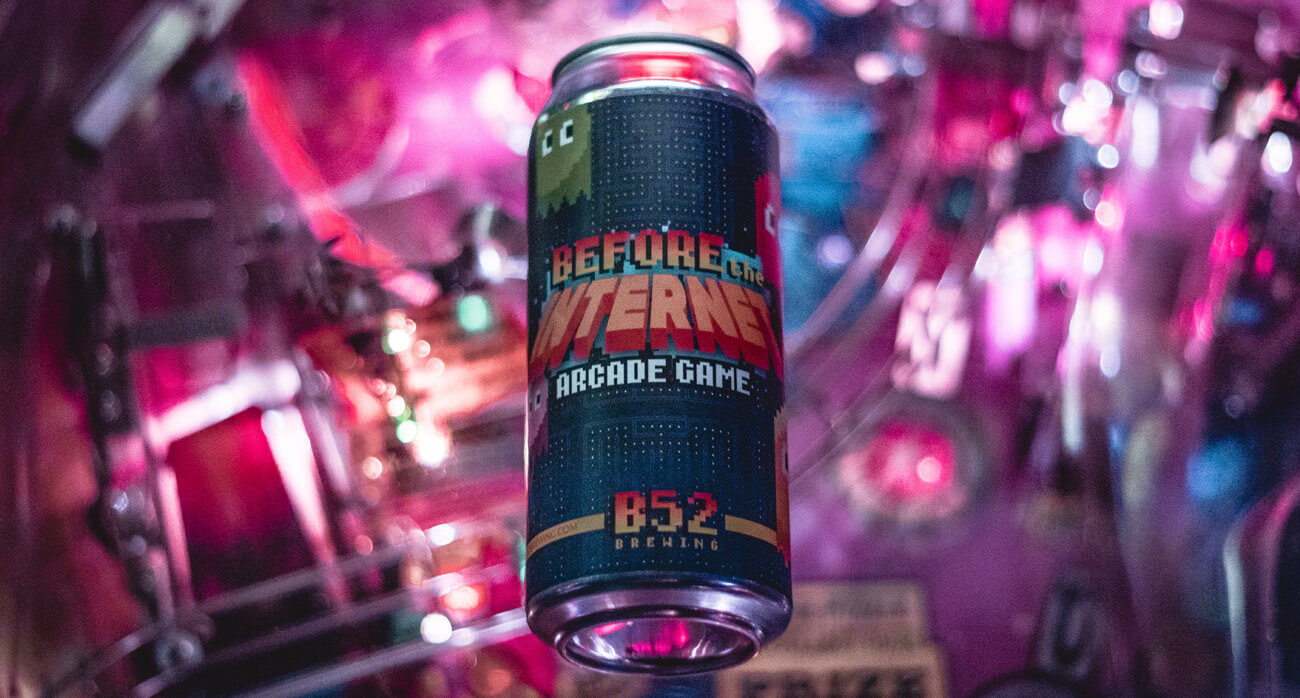 BEFORE the
INTERNET
ARCADE GAME
B52
BREWING